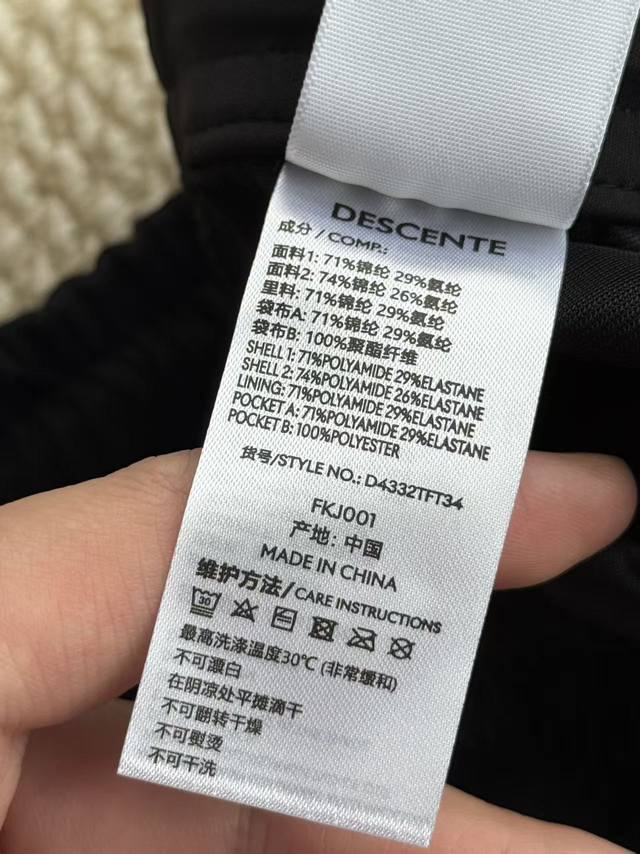 DESCENTE
成分 / COMP.:
面料1: 71%锦纶 29%氨纶
面料2: 74%锦纶 26%氨纶
里料: 71%锦纶 29%氨纶
袋布A: 71%锦纶 29%氨纶
袋布B: 100%聚酯纤维
SHELL 1: 71%POLYAMIDE 29%ELASTANE
SHELL 2: 74%POLYAMIDE 26%ELASTANE
LINING: 71%POLYAMIDE 29%ELASTANE
POCKET A: 71%POLYAMIDE 29%ELASTANE
POCKET B: 100%POLYESTER
货号/STYLE NO.: D4332TFT34
FKJ001
产地: 中国
MADE IN CHINA
维护方法/CARE INSTRUCTIONS
30
最高洗涤温度30℃ (非常缓和)
不可漂白
在阴凉处平摊滴干
不可翻转干燥
不可熨烫
不可干洗